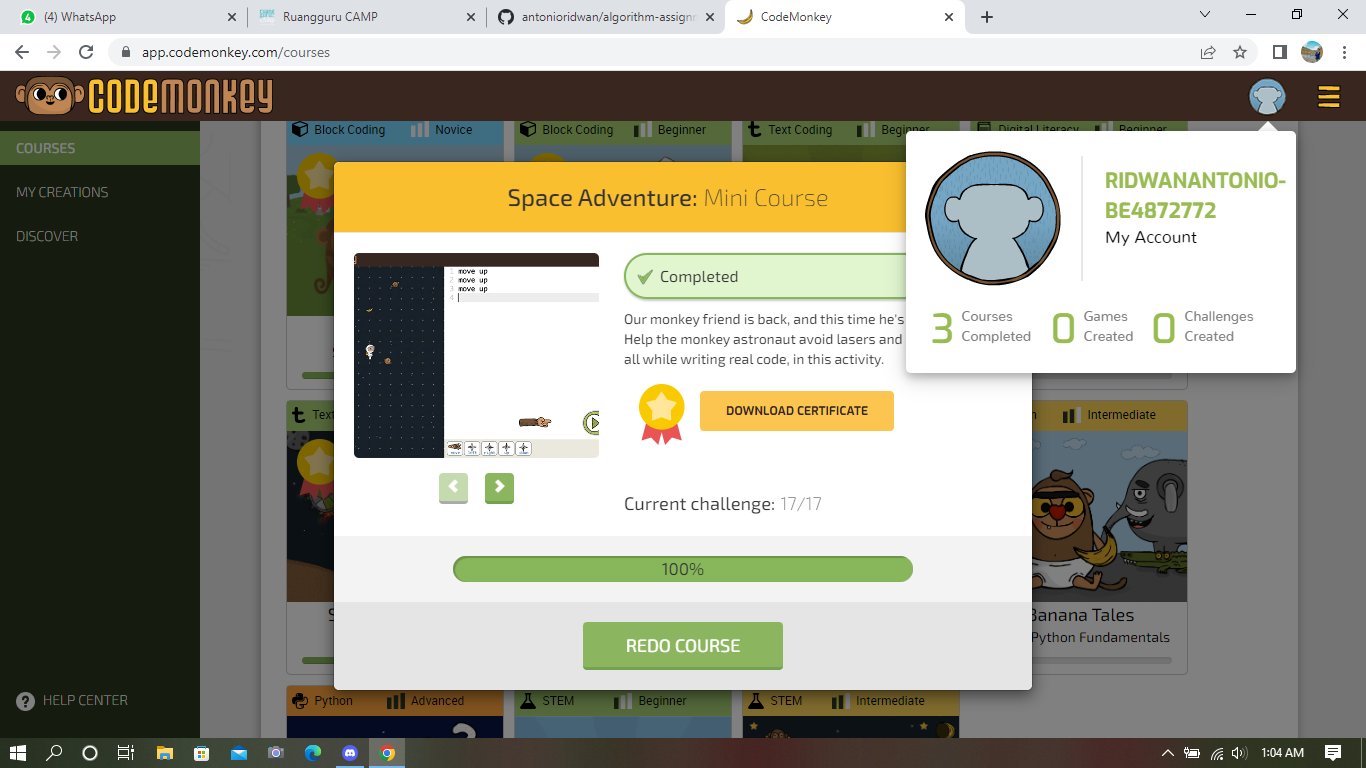 (4) WhatsApp
Ruangguru CAMP
antonioridwan/algorithm-assignm
CodeMonkey
app.codemonkey.com/courses
CODEMONKEY
COURSES
MY CREATIONS
DISCOVER
HELP CENTER
Block Coding Novice
Block Coding Beginner
Text Coding Beginner
Digital Literacy Beginner
RIDWANANTONIO-
BE4872772
My Account
3 Courses Completed
0 Games Created
0 Challenges Created
Space Adventure: Mini Course
1 move up
2 move up
3 move up
4
Completed
Our monkey friend is back, and this time he's
Help the monkey astronaut avoid lasers and
all while writing real code, in this activity.
DOWNLOAD CERTIFICATE
Current challenge: 17/17
100%
REDO COURSE
Text
Intermediate
Banana Tales
Python Fundamentals
Python Advanced
STEM Beginner
STEM Intermediate
1:04 AM